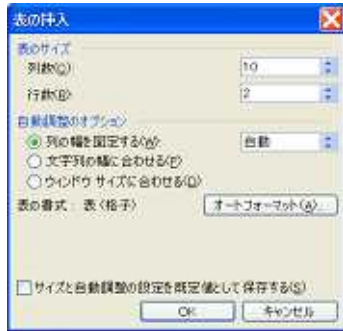 表の挿入
表のサイズ
列数(C) 10
行数(R) 2
自動調整のオプション
列の幅を固定する(W) 自動
文字列の幅に合わせる(F)
ウィンドウ サイズに合わせる(D)
表の書式 : 表 (格子) オートフォーマット(A)...
サイズと自動調整の設定を既定値として保存する(S)
OK キャンセル